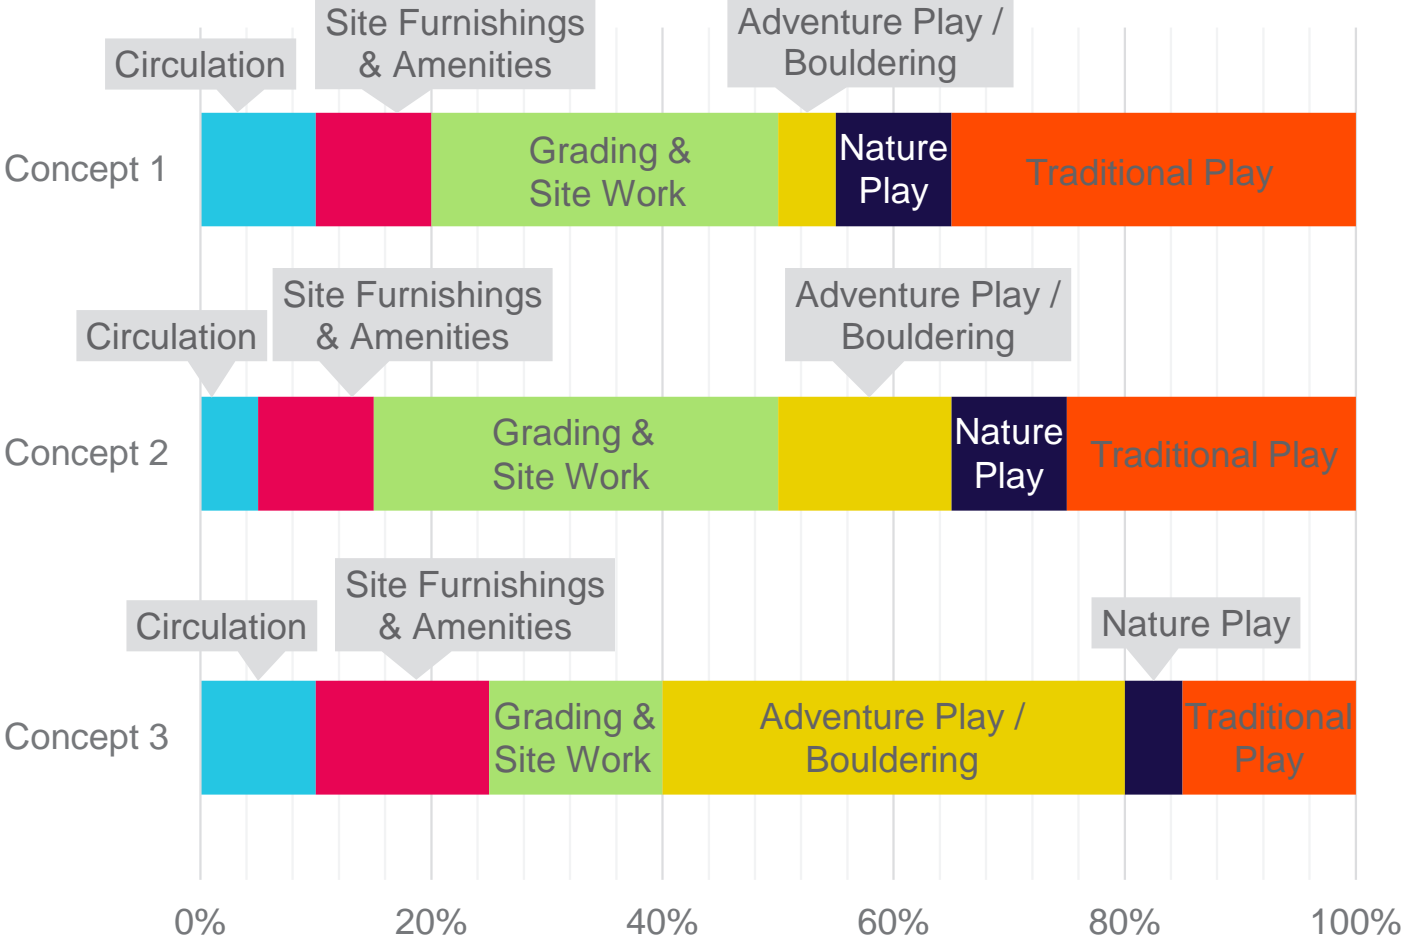 Site Furnishings
& Amenities
Adventure Play /
Bouldering
Circulation
Concept 1
Grading &
Site Work
Nature
Play
Traditional Play
Site Furnishings
& Amenities
Adventure Play /
Bouldering
Circulation
Concept 2
Grading &
Site Work
Nature
Play
Traditional Play
Site Furnishings
& Amenities
Circulation
Nature Play
Concept 3
Grading &
Site Work
Adventure Play /
Bouldering
Traditional
Play
0% 20% 40% 60% 80% 100%